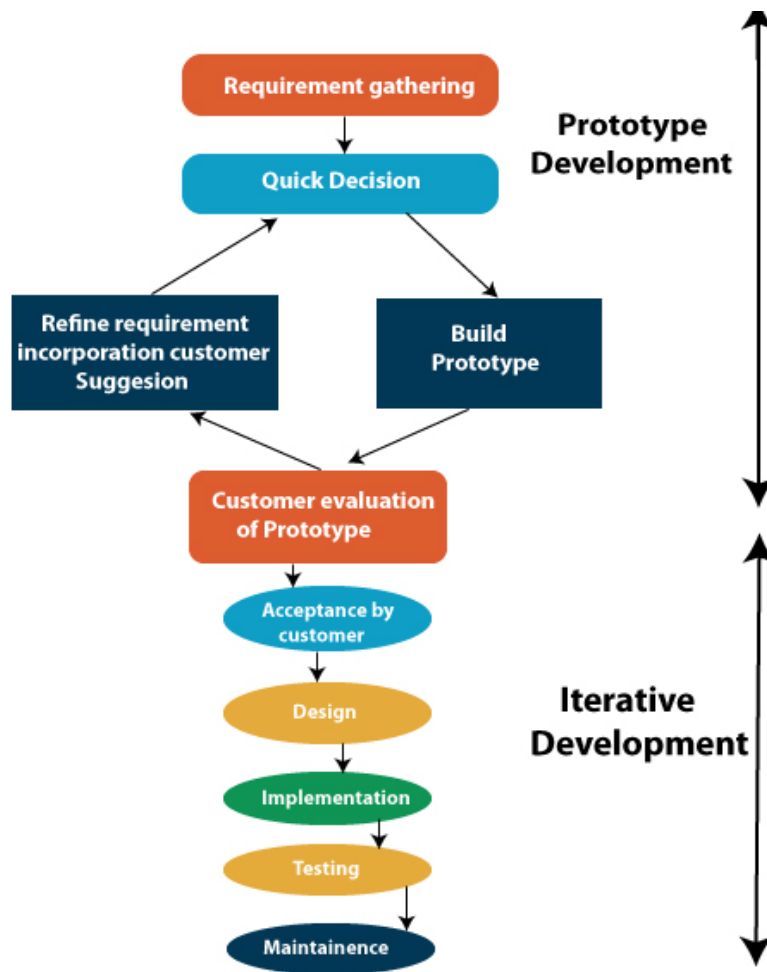 Requirement gathering
Prototype
Development
Quick Decision
Refine requirement
incorporation customer
Suggesion
Build
Prototype
Customer evaluation
of Prototype
Acceptance by
customer
Design
Iterative
Development
Implementation
Testing
Maintainence